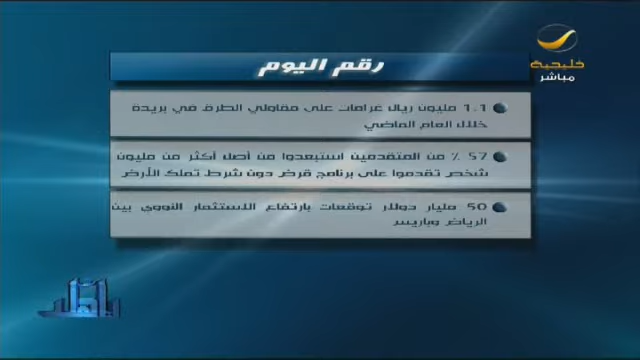 رقم اليوم
خليجية
مباشر
1.1 مليون ريال غرامات على مقاولي الطرق في بريدة
خلال العام الماضي
57 % من المتقدمين استبعدوا من أصل أكثر من مليون
شخص تقدموا على برنامج قرض دون شرط تملك الأرض
50 مليار دولار توقعات بارتفاع الاستثمار النووي بين
الرياض وباريس